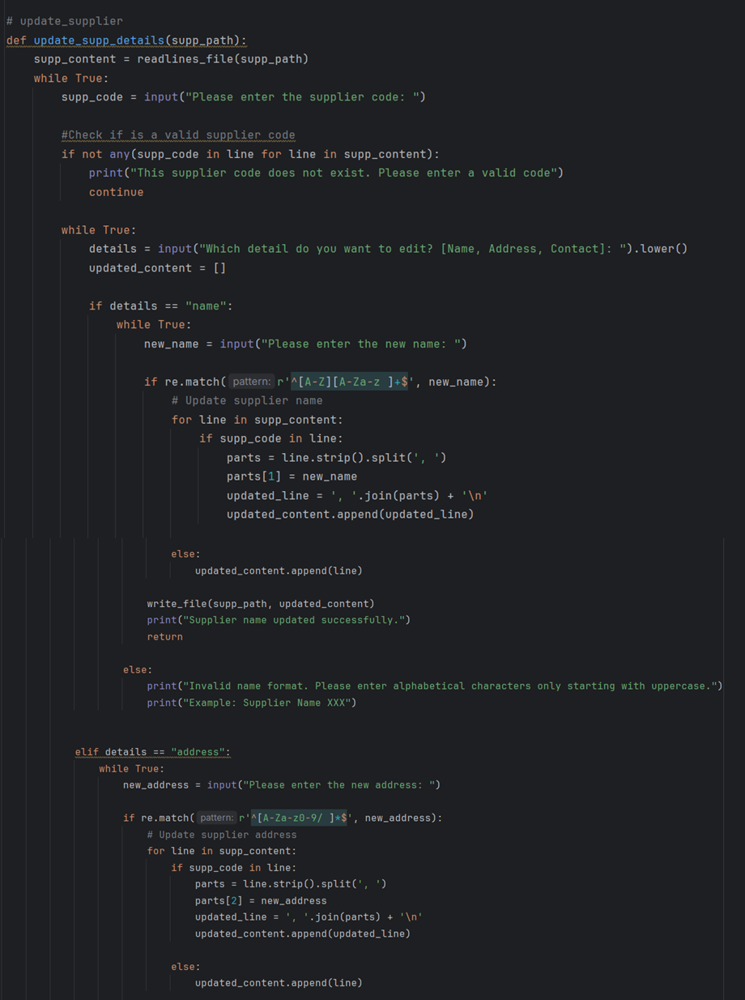 # update_supplier
def update_supp_details(supp_path):
    supp_content = readlines_file(supp_path)
    while True:
        supp_code = input("Please enter the supplier code: ")

        #Check if is a valid supplier code
        if not any(supp_code in line for line in supp_content):
            print("This supplier code does not exist. Please enter a valid code")
            continue

        while True:
            details = input("Which detail do you want to edit? [Name, Address, Contact]: ").lower()
            updated_content = []

            if details == "name":
                while True:
                    new_name = input("Please enter the new name: ")

                    if re.match( pattern: r'^[A-Z][A-Za-z ]+$', new_name):
                        # Update supplier name
                        for line in supp_content:
                            if supp_code in line:
                                parts = line.strip().split(', ')
                                parts[1] = new_name
                                updated_line = ', '.join(parts) + '\n'
                                updated_content.append(updated_line)

                            else:
                                updated_content.append(line)

                        write_file(supp_path, updated_content)
                        print("Supplier name updated successfully.")
                        return

                    else:
                        print("Invalid name format. Please enter alphabetical characters only starting with uppercase.")
                        print("Example: Supplier Name XXX")


            elif details == "address":
                while True:
                    new_address = input("Please enter the new address: ")

                    if re.match( pattern: r'^[A-Za-z0-9/ ]*$', new_address):
                        # Update supplier address
                        for line in supp_content:
                            if supp_code in line:
                                parts = line.strip().split(', ')
                                parts[2] = new_address
                                updated_line = ', '.join(parts) + '\n'
                                updated_content.append(updated_line)

                            else:
                                updated_content.append(line)